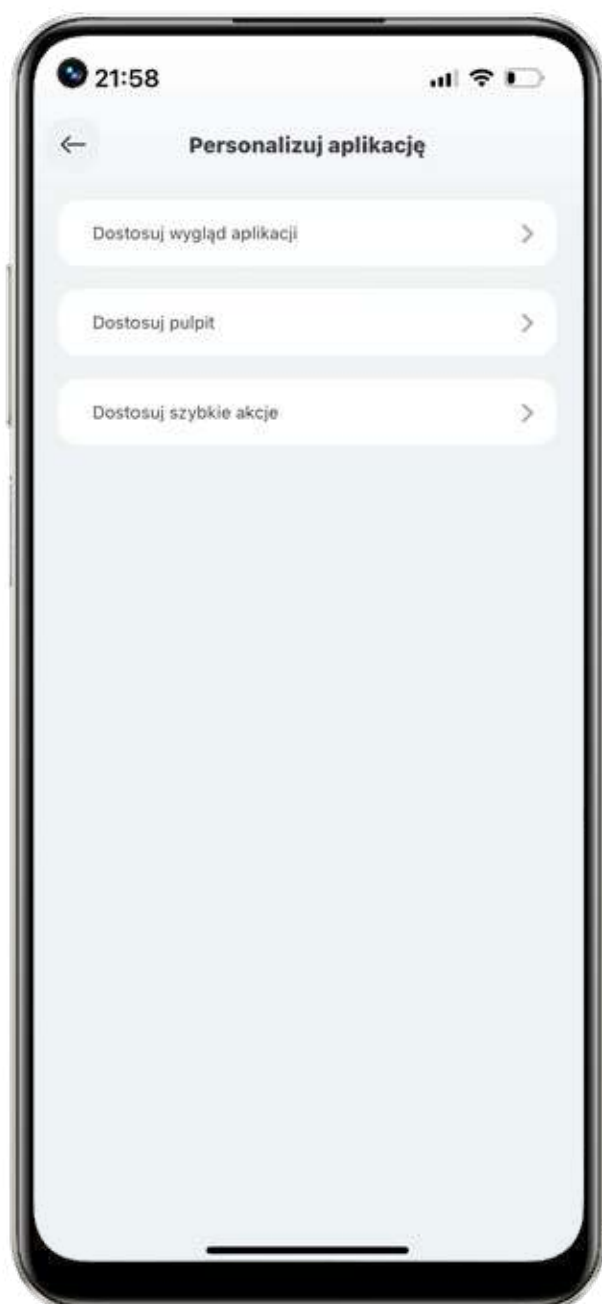 21:58
Personalizuj aplikację
Dostosuj wygląd aplikacji
Dostosuj pulpit
Dostosuj szybkie akcje